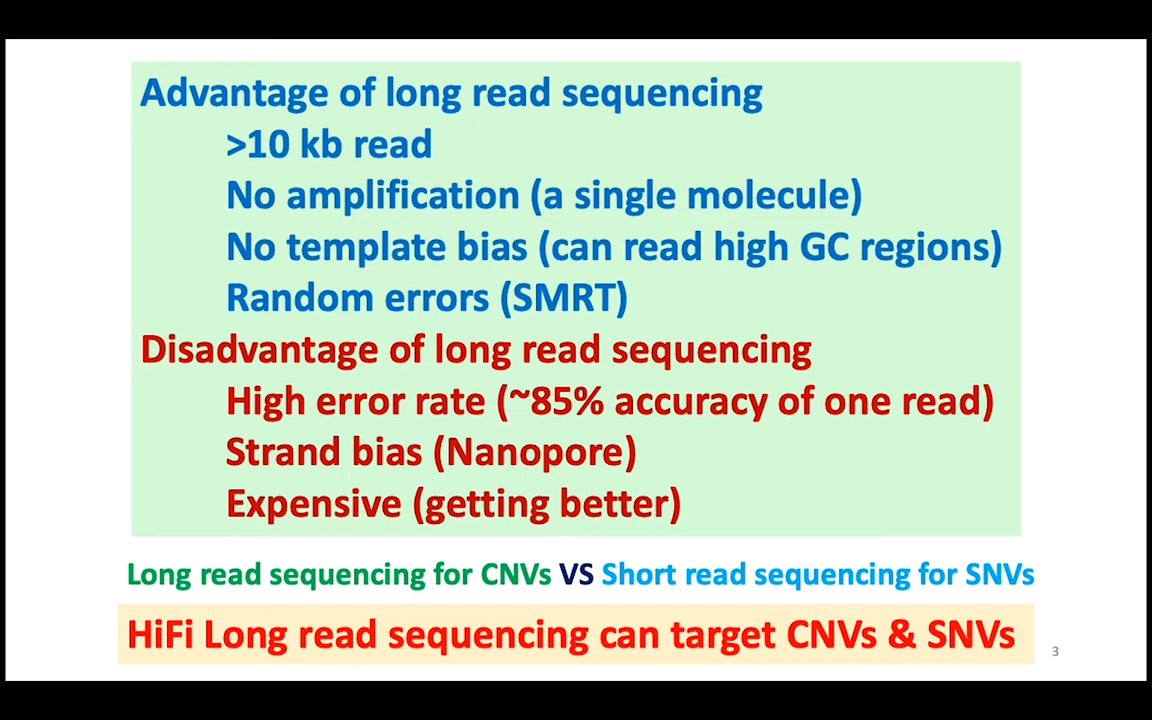 Advantage of long read sequencing
>10 kb read
No amplification (a single molecule)
No template bias (can read high GC regions)
Random errors (SMRT)
Disadvantage of long read sequencing
High error rate (~85% accuracy of one read)
Strand bias (Nanopore)
Expensive (getting better)
Long read sequencing for CNVs VS Short read sequencing for SNVs
HiFi Long read sequencing can target CNVs & SNVs
3